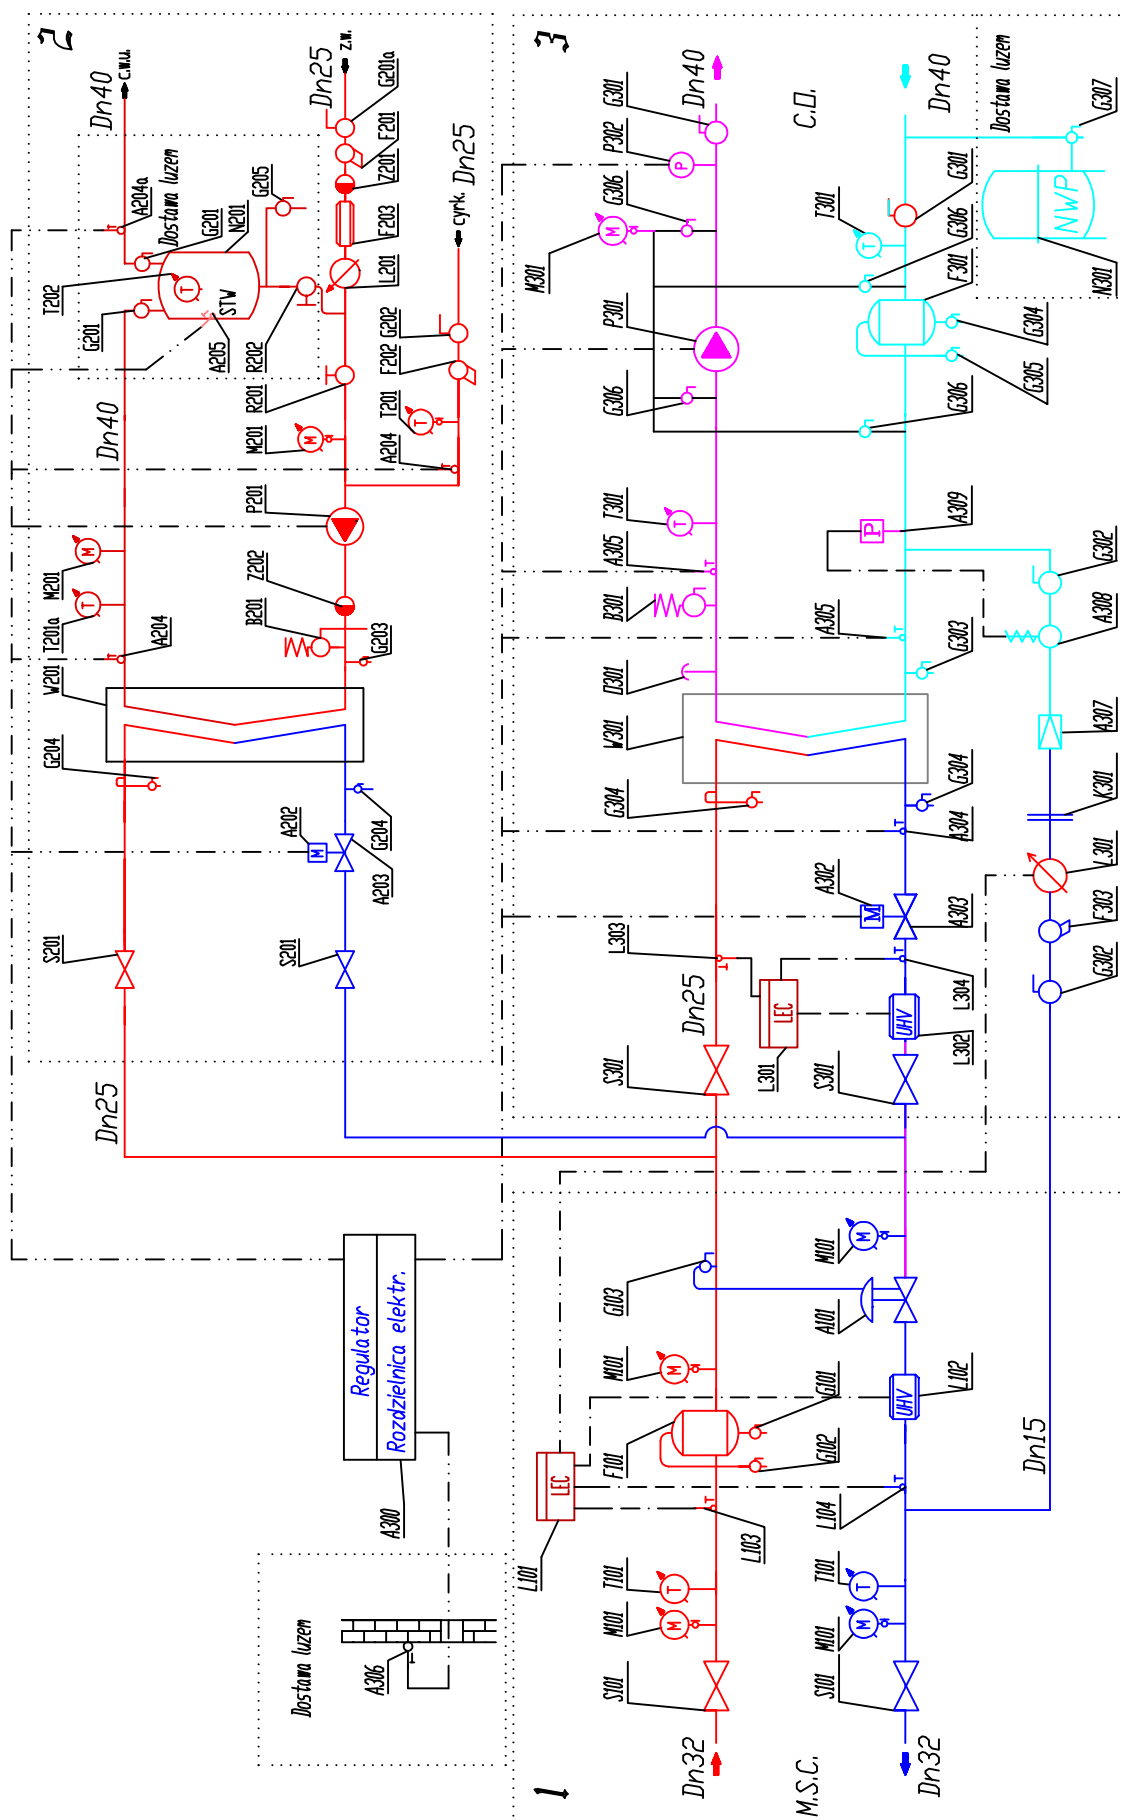 2
Dn40
c.w.u.
Dn25
z.w.
A204a
Dostawa luzem
G201
N201
G205
G201a
F201
Z201
F203
L201
cyrk. Dn25
T202
G201
T
STW
A205
R202
R201
G202
F202
T201
T
A204
Dn40
M201
M
P201
M201
M
T201a
T
Z202
B201
G203
A204
W201
G204
G204
A202
M
A203
S201
S201
Dn25
3
Dn40
G301
P302
P
G306
M301
M
P301
G306
C.O.
Dn40
Dostawa luzem
G307
T301
T
G301
G306
F301
NWP
N301
G304
G305
G306
T301
T
A305
B301
D301
W301
G304
P
A309
G302
A308
A305
G303
A307
K301
G304
A304
A302
M
A303
L301
F303
G302
L303
Dn25
LEC
L301
L304
UHV
L302
S301
S301
Regulator
Rozdzielnica elektr.
A300
Dostawa luzem
A306
G103
M101
M
A101
M101
M
F101
G101
G102
UHV
L102
LEC
L101
L103
L104
Dn15
T101
T
M101
M
S101
T101
T
M101
M
S101
1
Dn32
M.S.C.
Dn32